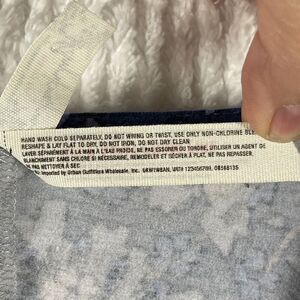 HAND WASH COLD SEPARATELY, DO NOT WRING OR TWIST, USE ONLY NON-CHLORINE BLE
RESHAPE & LAY FLAT TO DRY, DO NOT IRON, DO NOT DRY CLEAN
LAVER SÉPARÉMENT À LA MAIN À L'EAU FROIDE, NE PAS ESSORER OU TORDRE, UTILISER UN AGENT DE
BLANCHIMENT SANS CHLORE SI NÉCESSAIRE, REMODELER ET SÉCHER À PLAT, NE PAS REPASSER,
PAS NETTOYER À SEC
Imported by Urban Outfitters Wholesale, Inc.